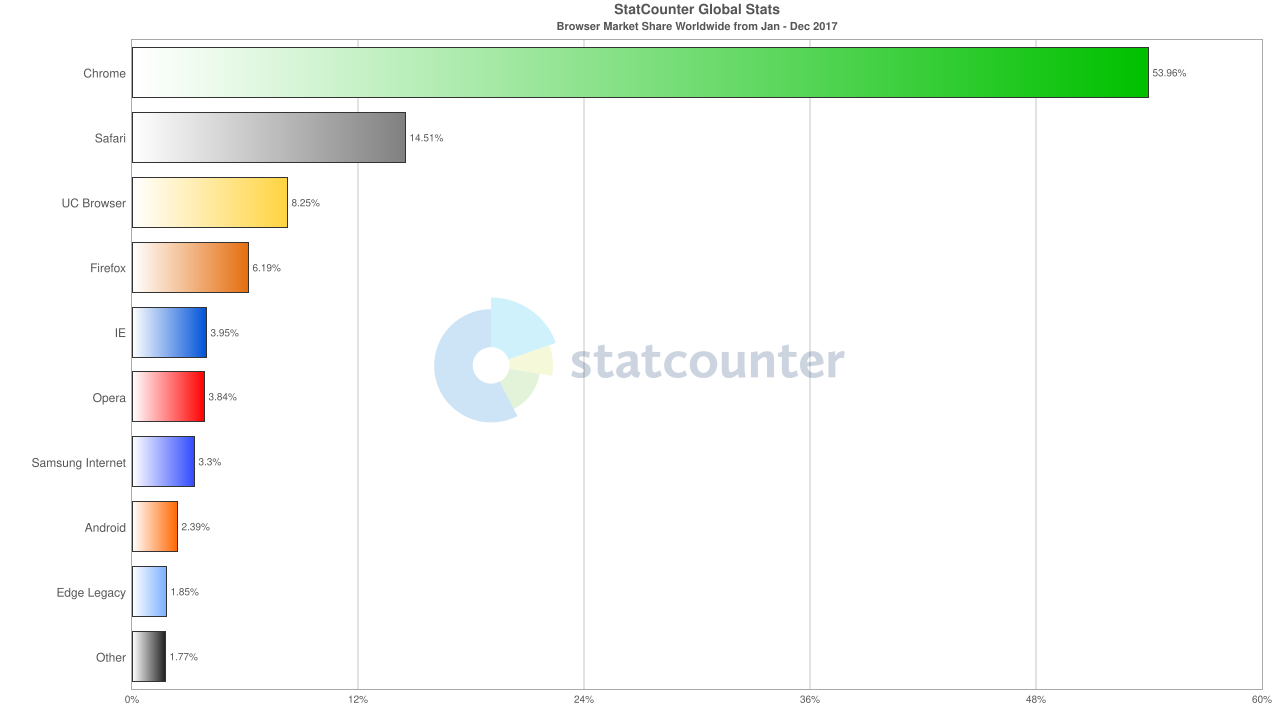 StatCounter Global Stats
Browser Market Share Worldwide from Jan - Dec 2017
Chrome 53.96%
Safari 14.51%
UC Browser 8.25%
Firefox 6.19%
IE 3.95%
statcounter
Opera 3.84%
Samsung Internet 3.3%
Android 2.39%
Edge Legacy 1.85%
Other 1.77%
0% 12% 24% 36% 48% 60%